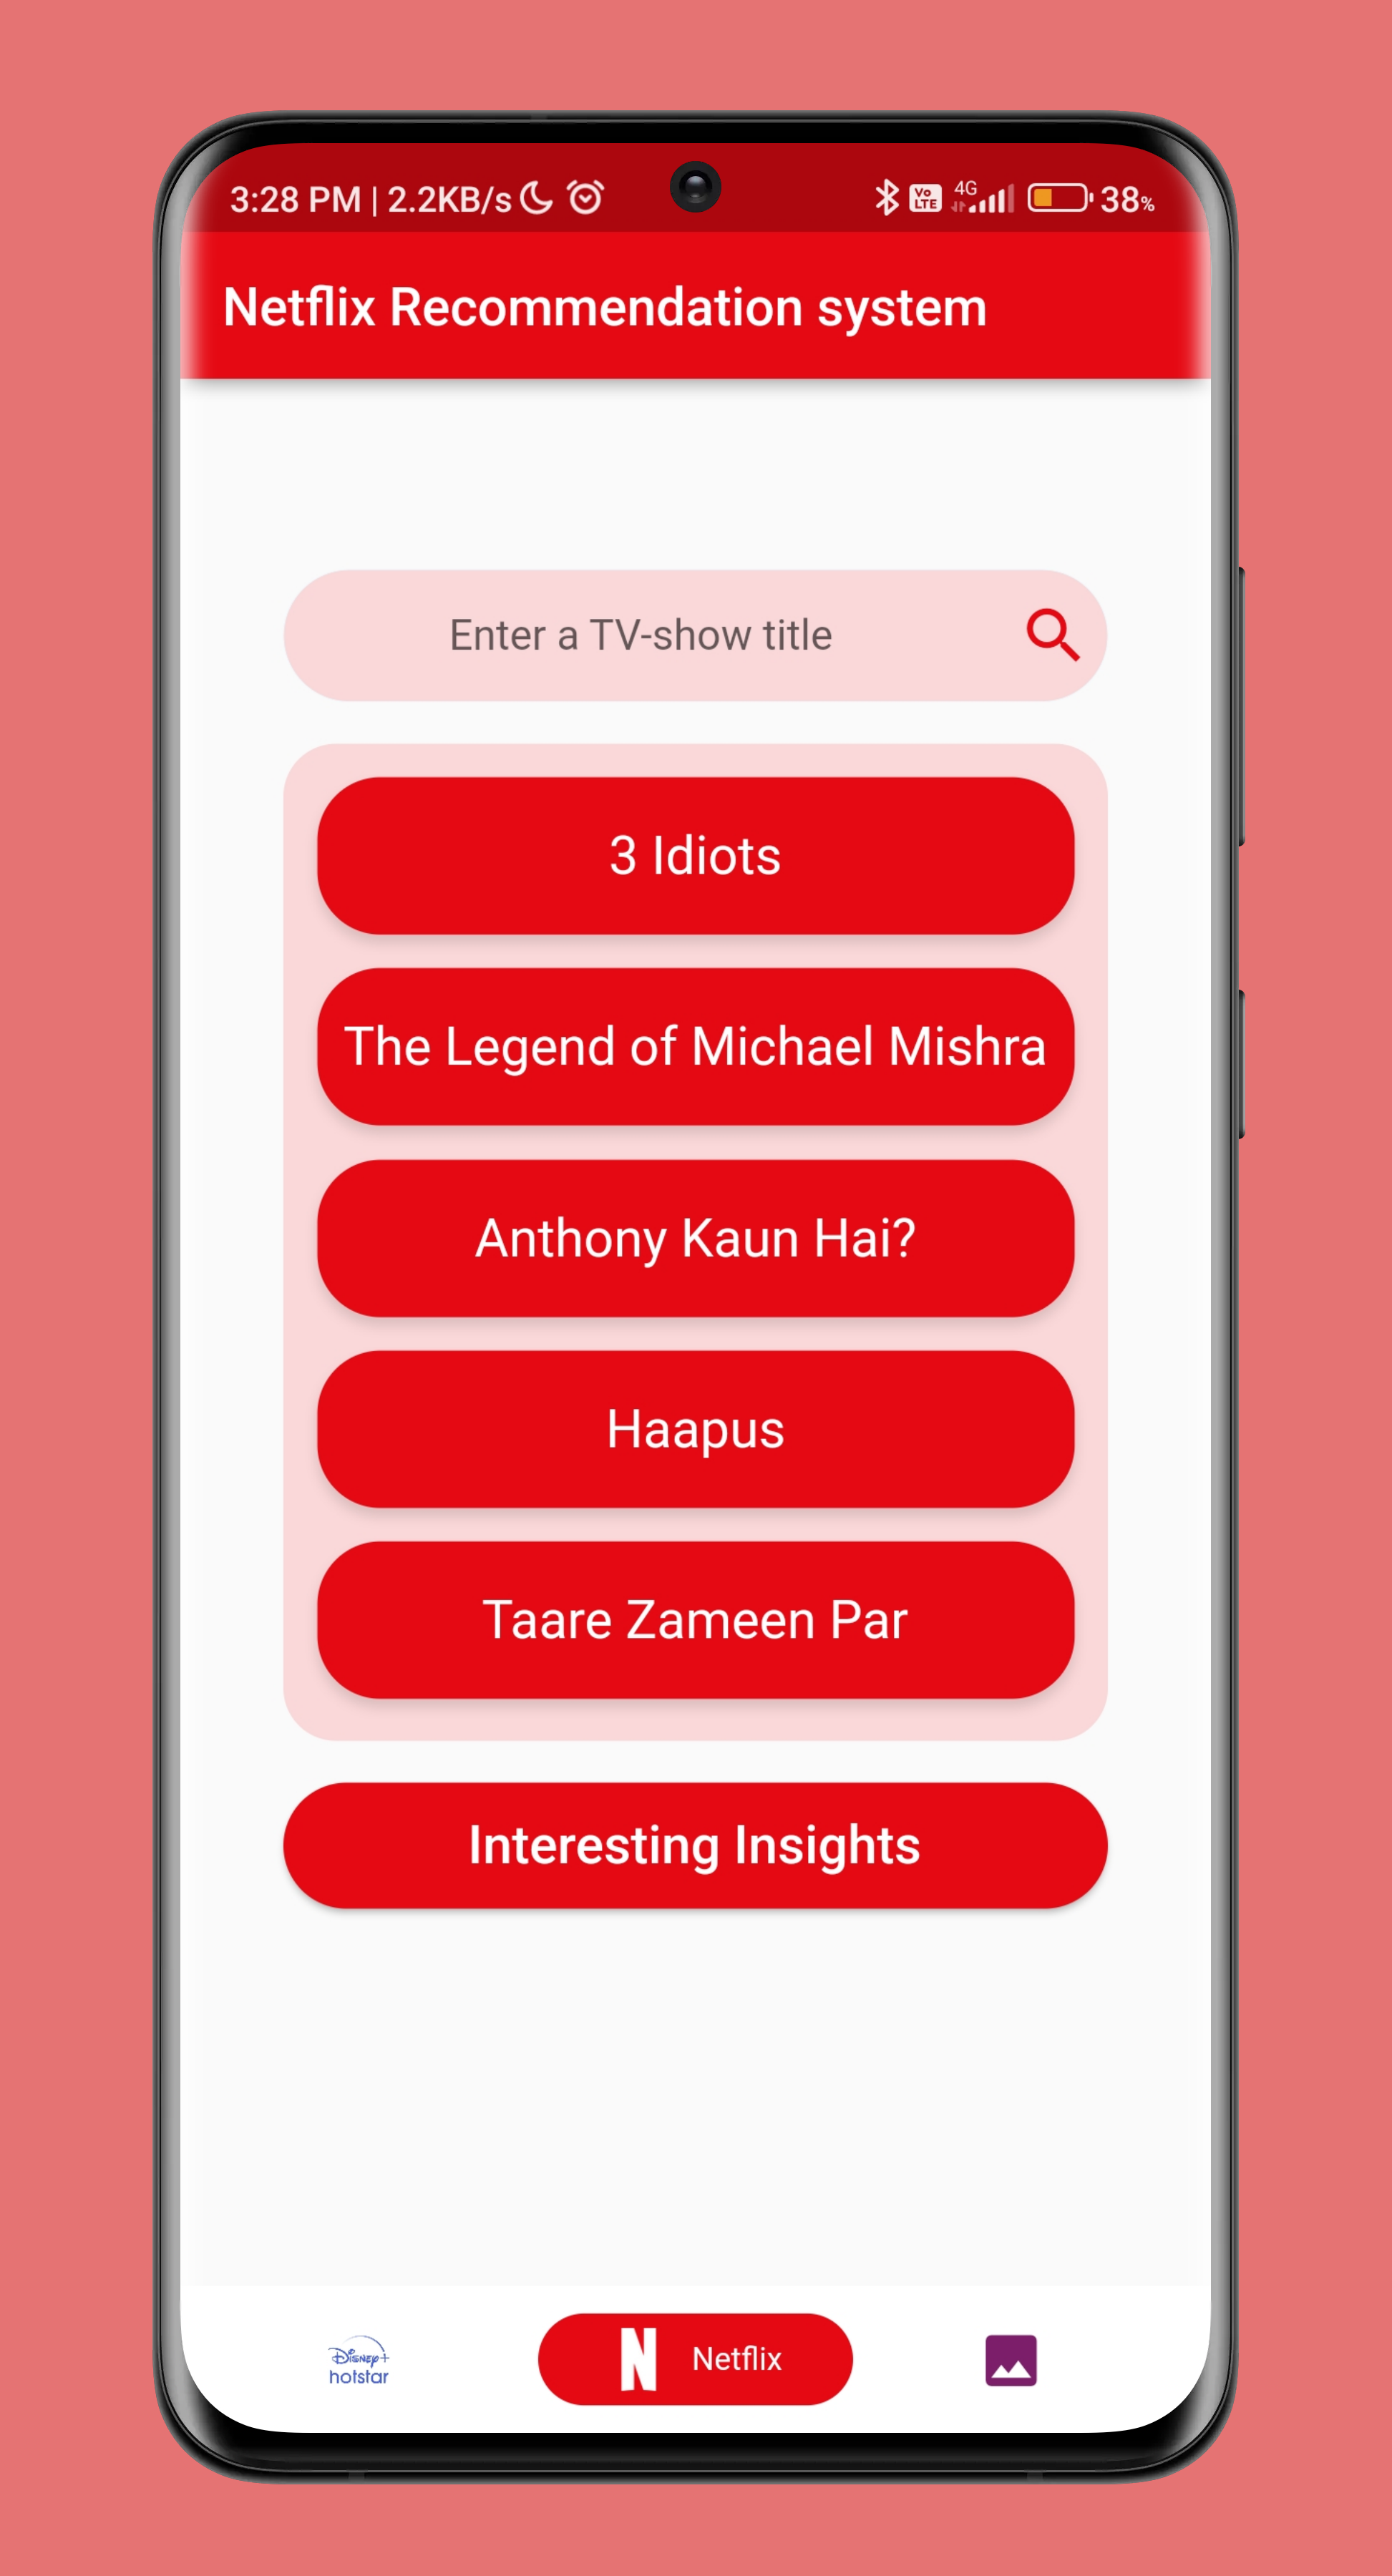 3:28 PM | 2.2KB/s Vo LTE 4G 38%
Netflix Recommendation system
Enter a TV-show title
3 Idiots
The Legend of Michael Mishra
Anthony Kaun Hai?
Haapus
Taare Zameen Par
Interesting Insights
Disney+
hotstar
N Netflix